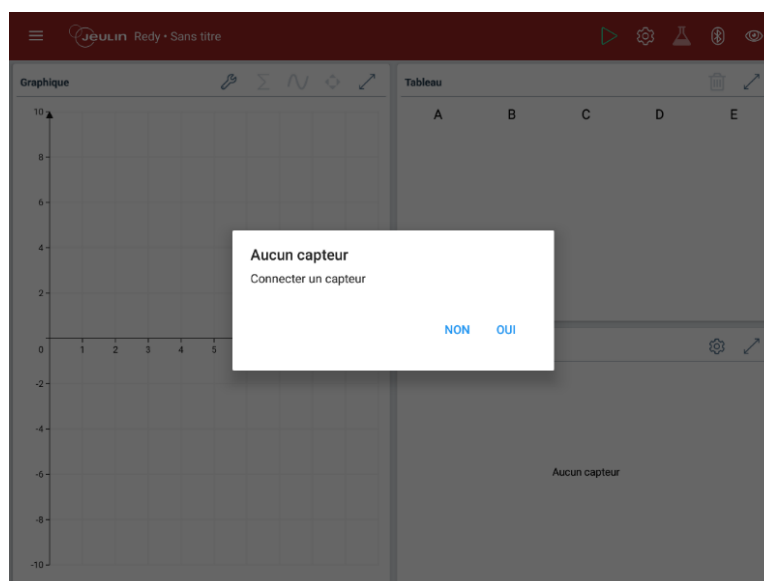 Jeulin Redy • Sans titre
Graphique
Tableau
A B C D E
10
8
6
4
2
0 1 2 3 4 5
-2
-4
-6
-8
-10
Aucun capteur
Connecter un capteur
NON OUI
Aucun capteur